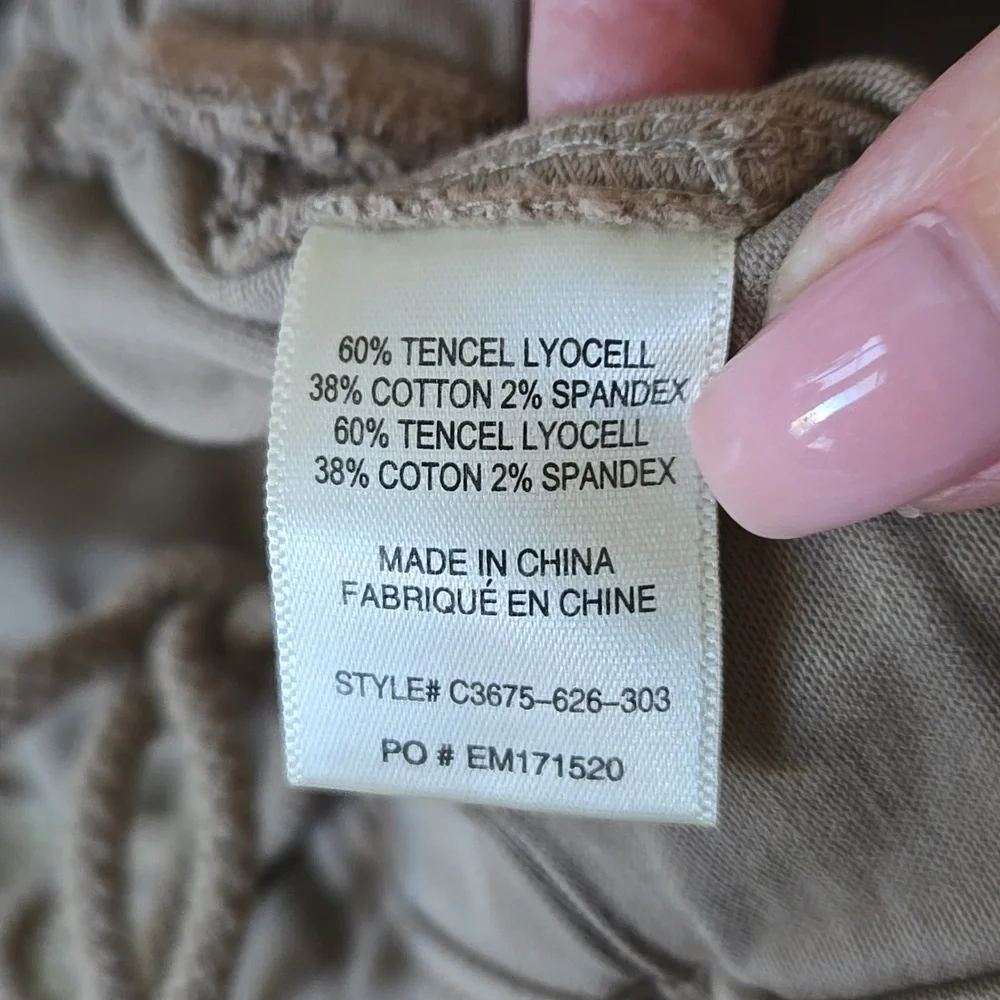 60% TENCEL LYOCELL
38% COTTON 2% SPANDEX
60% TENCEL LYOCELL
38% COTON 2% SPANDEX
MADE IN CHINA
FABRIQUÉ EN CHINE
STYLE# C3675-626-303
PO # EM171520